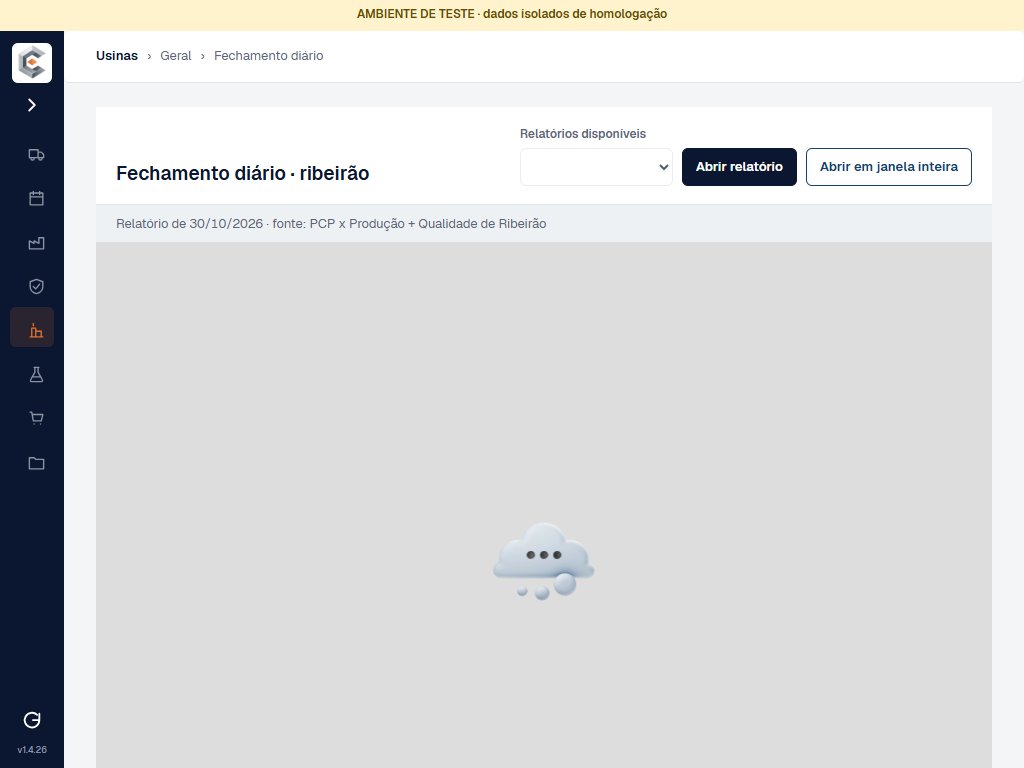 AMBIENTE DE TESTE · dados isolados de homologação
Usinas › Geral › Fechamento diário
Relatórios disponíveis
Fechamento diário · ribeirão
Abrir relatório
Abrir em janela inteira
Relatório de 30/10/2026 · fonte: PCP x Produção + Qualidade de Ribeirão
v1.4.26